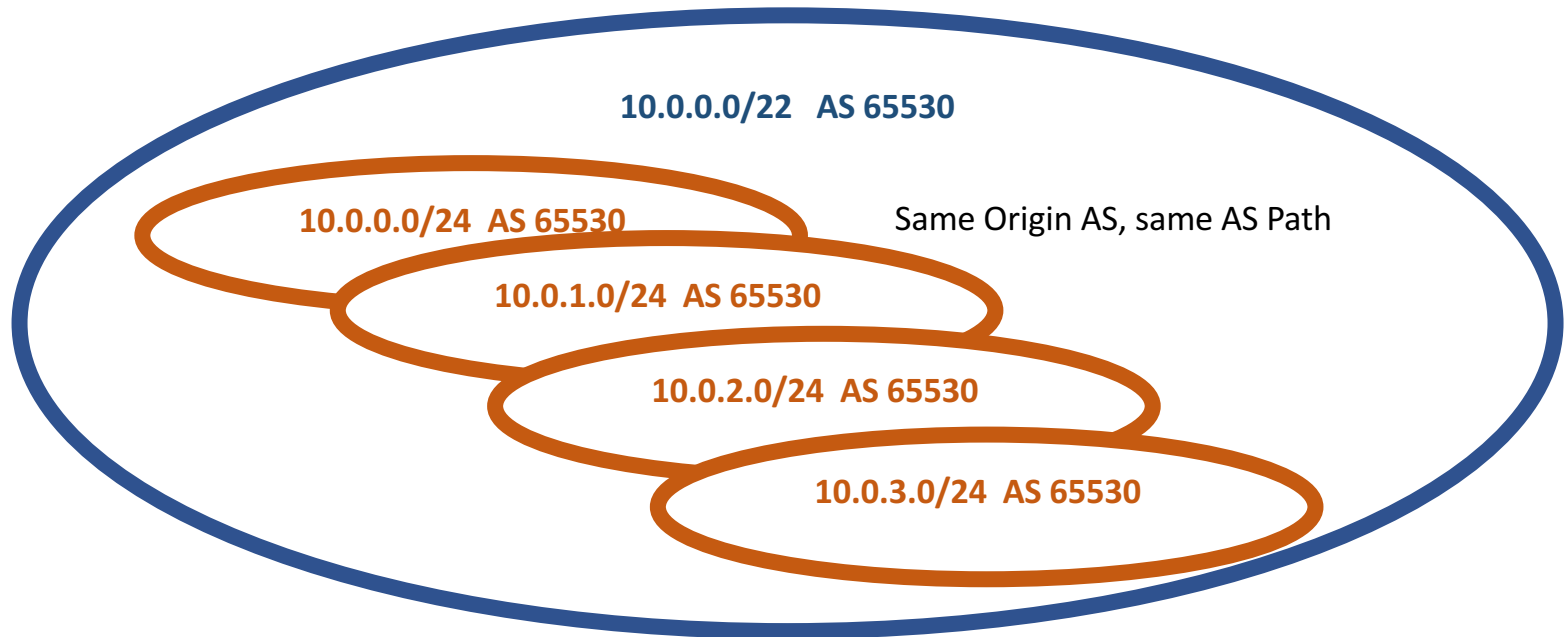 10.0.0.0/22 AS 65530
10.0.0.0/24 AS 65530
Same Origin AS, same AS Path
10.0.1.0/24 AS 65530
10.0.2.0/24 AS 65530
10.0.3.0/24 AS 65530